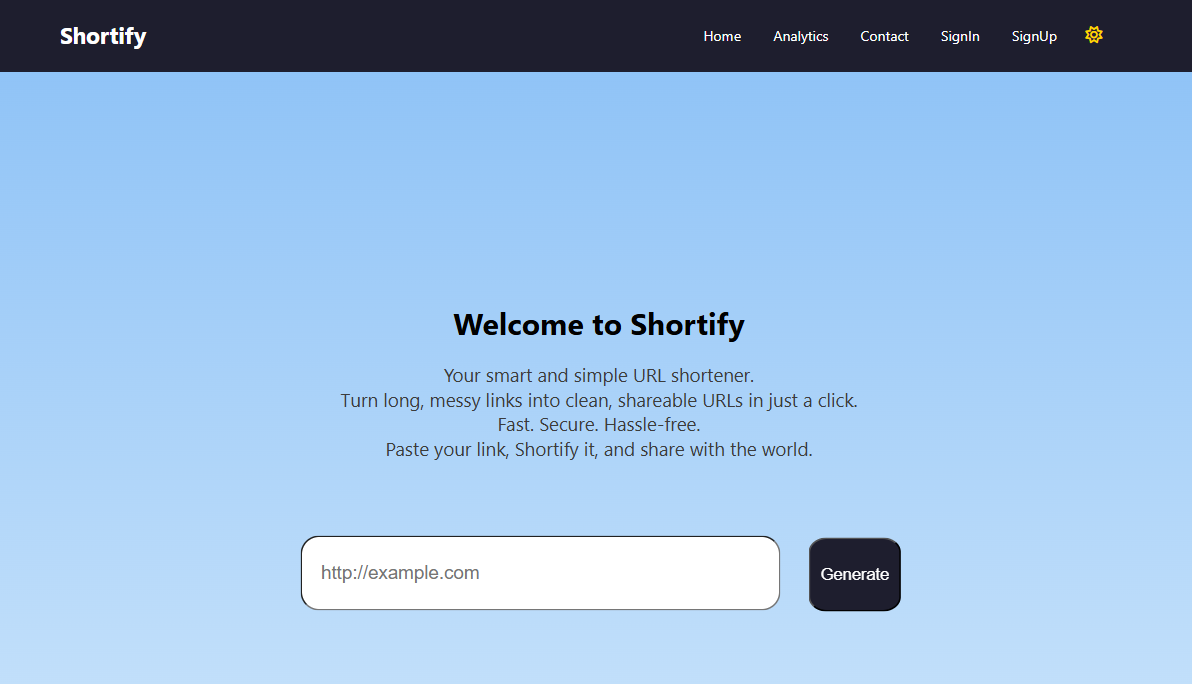 Shortify
Home Analytics Contact SignIn SignUp
Welcome to Shortify
Your smart and simple URL shortener.
Turn long, messy links into clean, shareable URLs in just a click.
Fast. Secure. Hassle-free.
Paste your link, Shortify it, and share with the world.
http://example.com
Generate